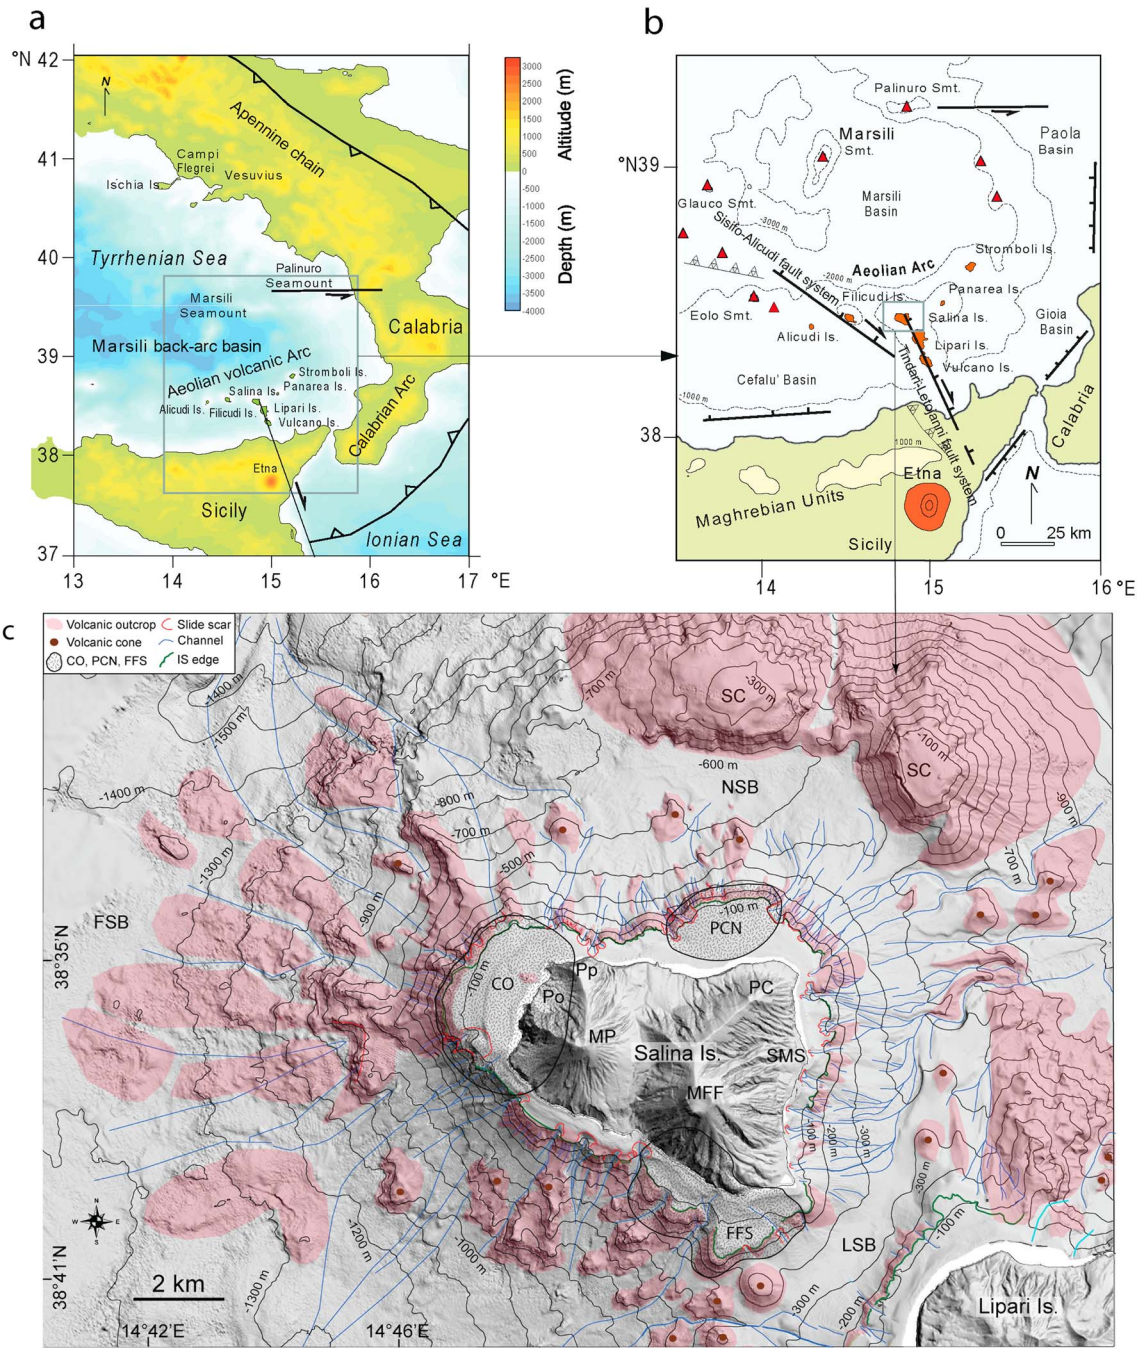 a
°N 42
41
40
39
38
37
13
14
15
16
17
°E
N
Apennine chain
Campi
Flegrei
Vesuvius
Ischia Is.
Tyrrhenian Sea
Palinuro
Seamount
Marsili
Seamount
Calabria
Marsili back-arc basin
Aeolian volcanic Arc
Stromboli Is.
Panarea Is.
Salina Is.
Alicudi Is.
Filicudi Is.
Lipari Is.
Vulcano Is.
Calabrian Arc
Etna
Sicily
Ionian Sea
3000
2500
2000
1500
1000
500
0
-500
-1000
-1500
-2000
-2500
-3000
-3500
-4000
Altitude (m)
Depth (m)
b
°N39
38
14
15
16
°E
Palinuro Smt.
Marsili
Smt.
Paola
Basin
Marsili
Basin
Glauco Smt.
-3000 m
Sisifo-Alicudi fault system
Stromboli Is.
Aeolian Arc
-2000 m
Filicudi Is.
Panarea Is.
Eolo Smt.
Salina Is.
Gioia
Basin
Alicudi Is.
Lipari Is.
Vulcano Is.
Cefalu' Basin
-1000 m
Tindari-Letojanni fault system
Calabria
1000 m
Etna
Maghrebian Units
Sicily
N
0
25 km
c
Volcanic outcrop
Slide scar
Volcanic cone
Channel
CO, PCN, FFS
IS edge
-1400 m
-1500 m
-1400 m
-1300 m
-900 m
-800 m
-700 m
-500 m
-700 m
-300 m
SC
-600 m
NSB
-100 m
SC
-900 m
-700 m
FSB
-100 m
PCN
-100 m
CO
Pp
Po
PC
MP
Salina Is.
SMS
MFF
-100 m
-200 m
-300 m
-300 m
-100 m
FFS
LSB
-1200 m
-1000 m
-1300 m
-300 m
-200 m
Lipari Is.
N
W
E
S
2 km
38°35'N
38°41'N
14°42'E
14°46'E